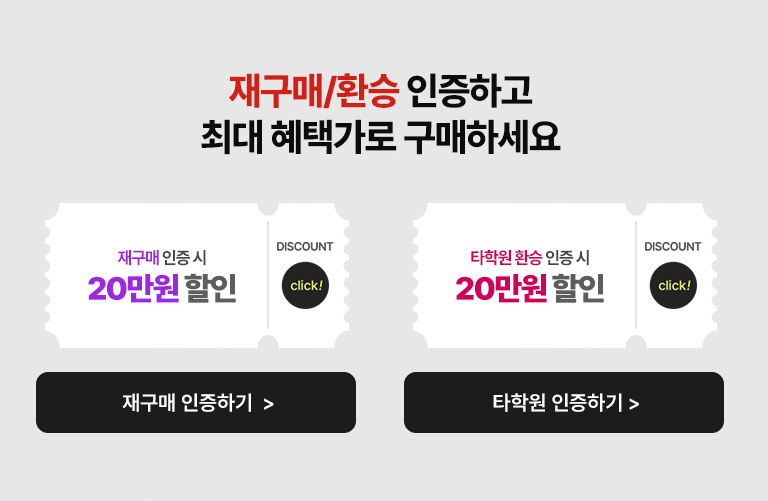 재구매/환승 인증하고
최대 혜택가로 구매하세요
재구매 인증 시
20만원 할인
DISCOUNT
click!
타학원 환승 인증 시
20만원 할인
DISCOUNT
click!
재구매 인증하기 >
타학원 인증하기 >